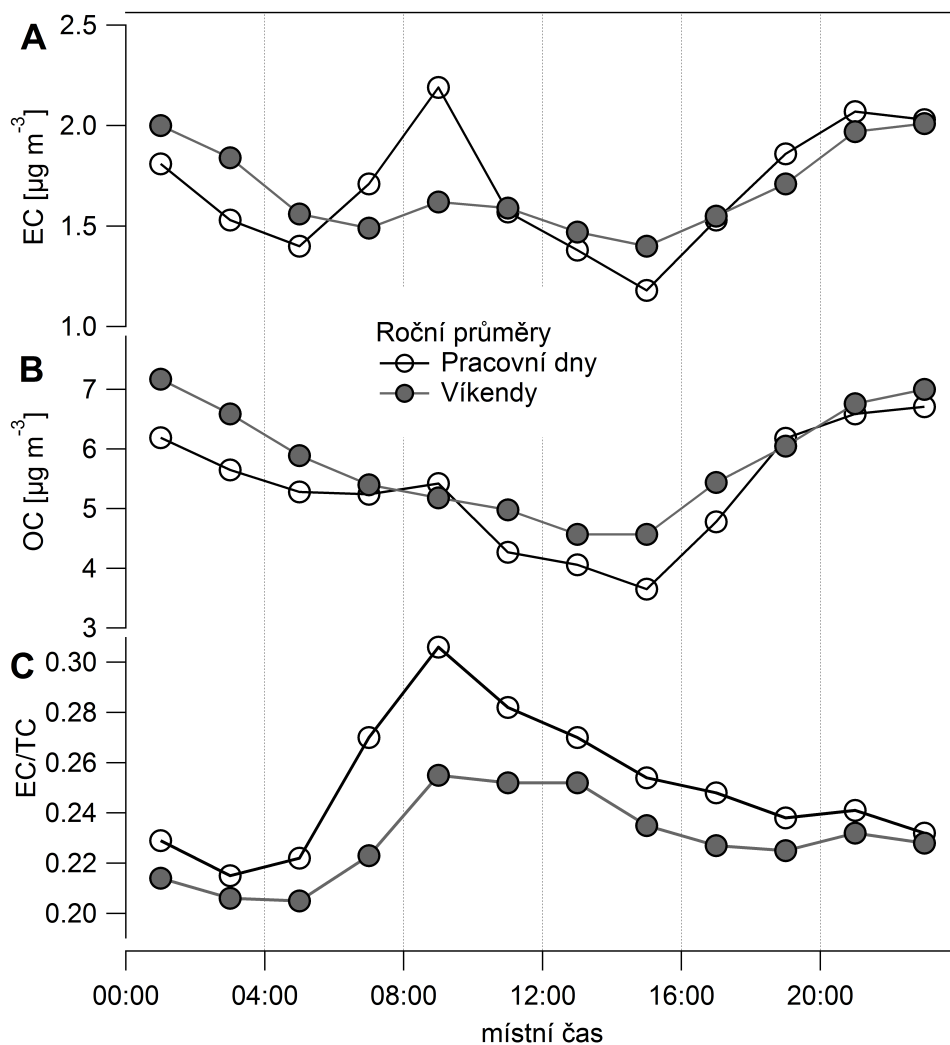 A
EC [µg m⁻³]
2.5
2.0
1.5
1.0
Roční průměry
Pracovní dny
Víkendy
B
OC [µg m⁻³]
7
6
5
4
3
C
EC/TC
0.30
0.28
0.26
0.24
0.22
0.20
00:00 04:00 08:00 12:00 16:00 20:00
místní čas